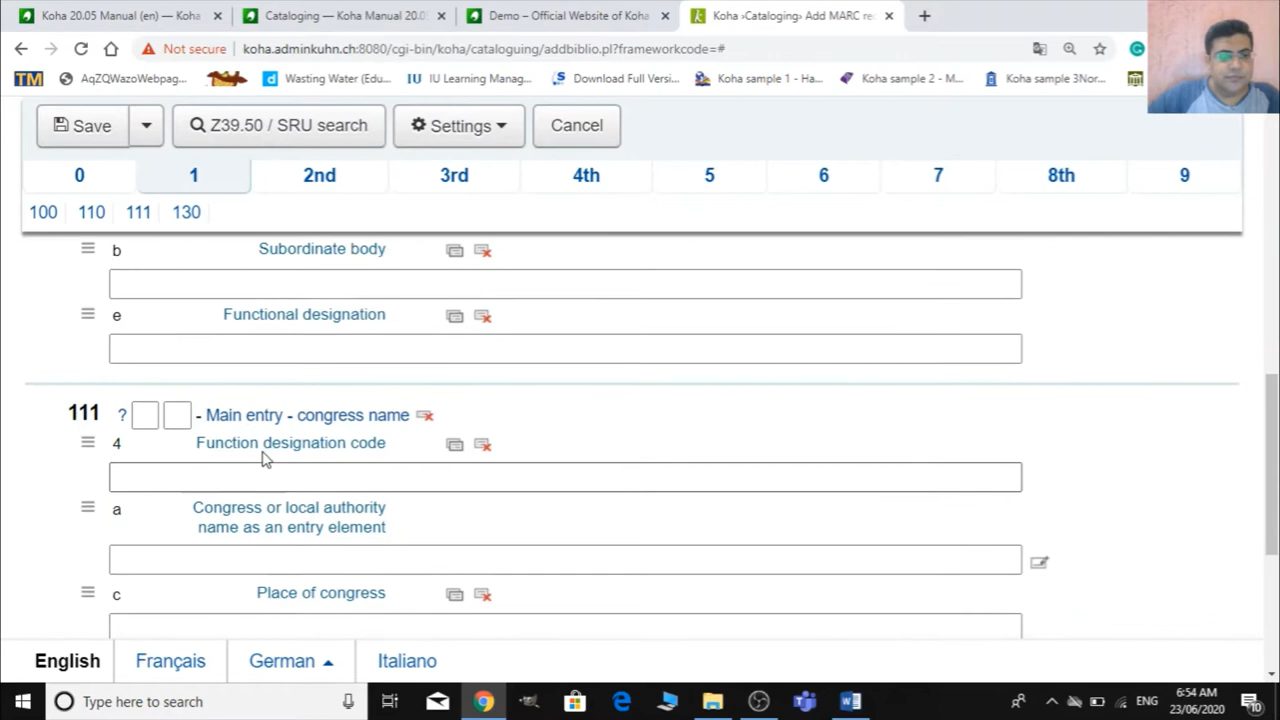 Koha 20.05 Manual (en) — Koha
Cataloging — Koha Manual 20.0
Demo – Official Website of Koha
Koha ›Cataloging› Add MARC re
Not secure
koha.adminkuhn.ch:8080/cgi-bin/koha/cataloguing/addbiblio.pl?frameworkcode=#
TM
AqZQWazoWebpag...
Wasting Water (Edu...
IU
IU Learning Manag...
Download Full Versi...
Koha sample 1 - Ha...
Koha sample 2 - M...
Koha sample 3Nor...
Save
Z39.50 / SRU search
Settings
Cancel
0
1
2nd
3rd
4th
5
6
7
8th
9
100
110
111
130
b
Subordinate body
e
Functional designation
111
?
- Main entry - congress name
4
Function designation code
a
Congress or local authority
name as an entry element
c
Place of congress
English
Français
German
Italiano
Type here to search
ENG
6:54 AM
23/06/2020
10